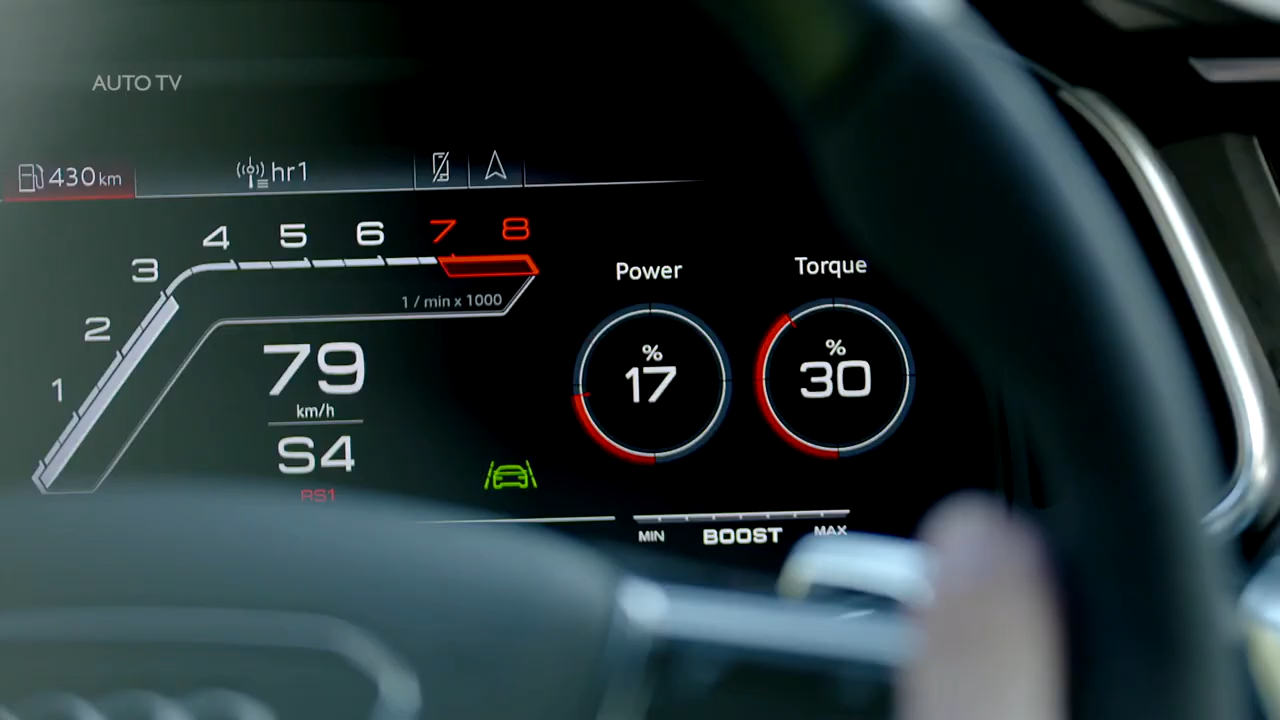 AUTO TV
430 km
hr1
4 5 6 7 8
3
2
1
1 / min x 1000
79
km/h
S4
RS1
Power
%
17
Torque
%
30
MIN BOOST MAX